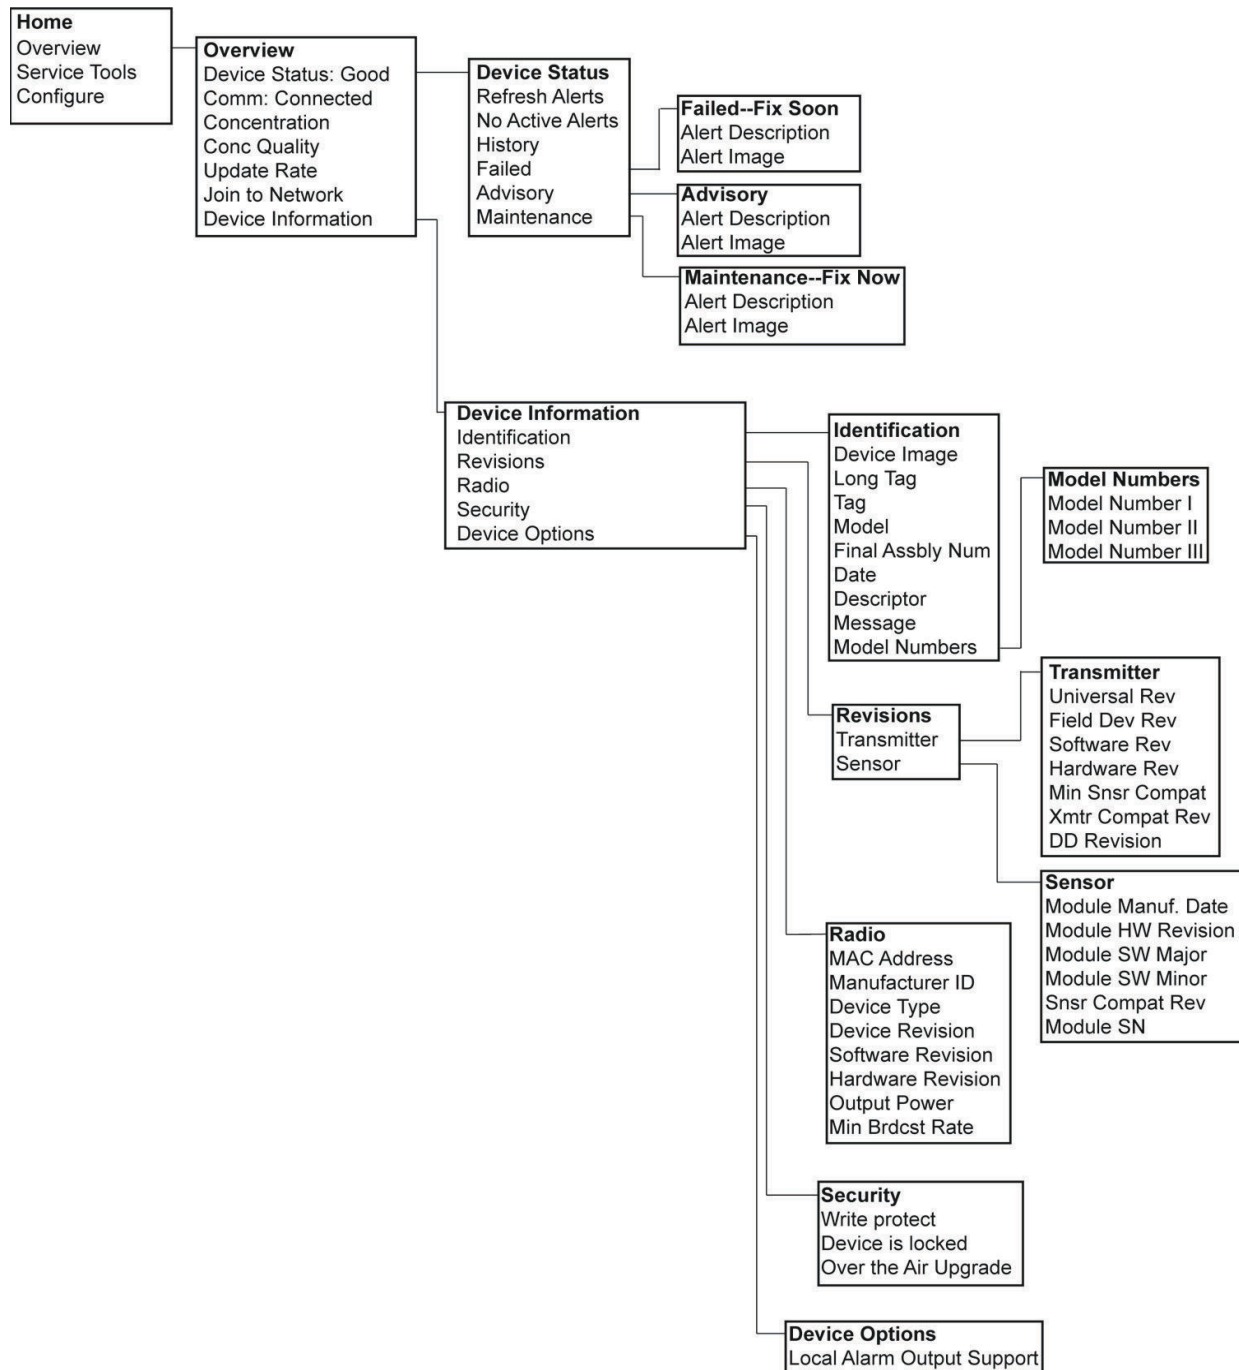 Home
Overview
Service Tools
Configure
Overview
Device Status: Good
Comm: Connected
Concentration
Conc Quality
Update Rate
Join to Network
Device Information
Device Status
Refresh Alerts
No Active Alerts
History
Failed
Advisory
Maintenance
Failed--Fix Soon
Alert Description
Alert Image
Advisory
Alert Description
Alert Image
Maintenance--Fix Now
Alert Description
Alert Image
Device Information
Identification
Revisions
Radio
Security
Device Options
Identification
Device Image
Long Tag
Tag
Model
Final Assbly Num
Date
Descriptor
Message
Model Numbers
Model Numbers
Model Number I
Model Number II
Model Number III
Revisions
Transmitter
Sensor
Transmitter
Universal Rev
Field Dev Rev
Software Rev
Hardware Rev
Min Snsr Compat
Xmtr Compat Rev
DD Revision
Sensor
Module Manuf. Date
Module HW Revision
Module SW Major
Module SW Minor
Snsr Compat Rev
Module SN
Radio
MAC Address
Manufacturer ID
Device Type
Device Revision
Software Revision
Hardware Revision
Output Power
Min Brdcst Rate
Security
Write protect
Device is locked
Over the Air Upgrade
Device Options
Local Alarm Output Support